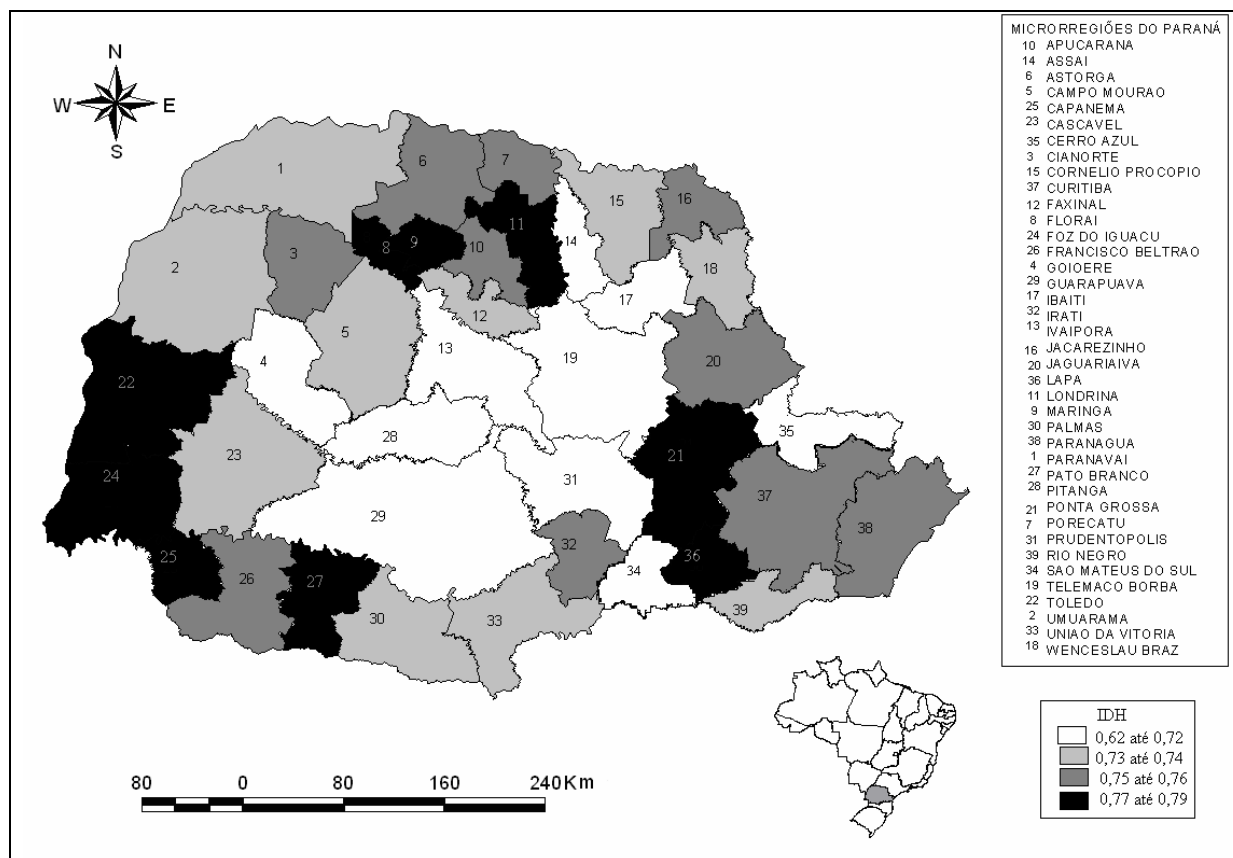 N
W E
S
1
6
7
11
15
16
2
3
8 9
10
14
18
5
12
17
22
4
13
19
20
28
35
24
23
21
31
37
29
38
25
32
26
27
34
36
30
33
39
80 0 80 160 240 Km
MICRORREGIÕES DO PARANÁ
10 APUCARANA
14 ASSAI
6 ASTORGA
5 CAMPO MOURAO
25 CAPANEMA
23 CASCAVEL
35 CERRO AZUL
3 CIANORTE
15 CORNELIO PROCOPIO
37 CURITIBA
12 FAXINAL
8 FLORAI
24 FOZ DO IGUACU
26 FRANCISCO BELTRAO
4 GOIOERE
29 GUARAPUAVA
17 IBAITI
32 IRATI
13 IVAIPORA
16 JACAREZINHO
20 JAGUARIAIVA
36 LAPA
11 LONDRINA
9 MARINGA
30 PALMAS
38 PARANAGUA
1 PARANAVAI
27 PATO BRANCO
28 PITANGA
21 PONTA GROSSA
7 PORECATU
31 PRUDENTOPOLIS
39 RIO NEGRO
34 SAO MATEUS DO SUL
19 TELEMACO BORBA
22 TOLEDO
2 UMUARAMA
33 UNIAO DA VITORIA
18 WENCESLAU BRAZ
IDH
0,62 até 0,72
0,73 até 0,74
0,75 até 0,76
0,77 até 0,79